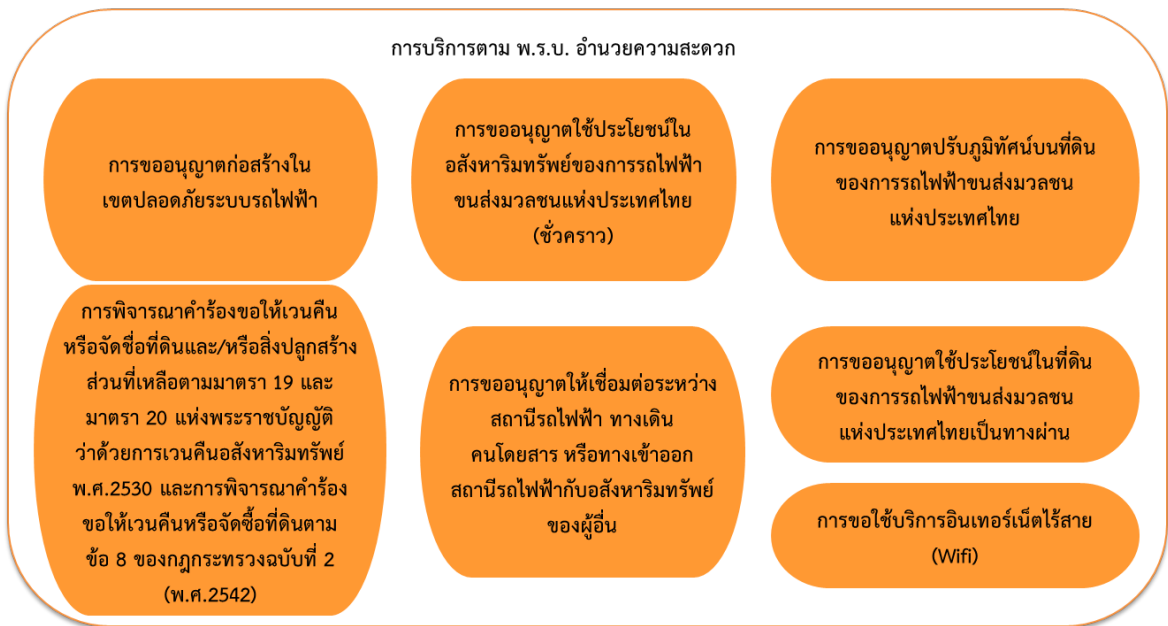 การบริการตาม พ.ร.บ. อำนวยความสะดวก
การขออนุญาตก่อสร้างใน
เขตปลอดภัยระบบรถไฟฟ้า
การขออนุญาตใช้ประโยชน์ใน
อสังหาริมทรัพย์ของการรถไฟฟ้า
ขนส่งมวลชนแห่งประเทศไทย
(ชั่วคราว)
การขออนุญาตปรับภูมิทัศน์บนที่ดิน
ของการรถไฟฟ้าขนส่งมวลชน
แห่งประเทศไทย
การพิจารณาคำร้องขอให้เวนคืน
หรือจัดชื่อที่ดินและ/หรือสิ่งปลูกสร้าง
ส่วนที่เหลือตามมาตรา 19 และ
มาตรา 20 แห่งพระราชบัญญัติ
ว่าด้วยการเวนคืนอสังหาริมทรัพย์
พ.ศ.2530 และการพิจารณาคำร้อง
ขอให้เวนคืนหรือจัดซื้อที่ดินตาม
ข้อ 8 ของกฎกระทรวงฉบับที่ 2
(พ.ศ.2542)
การขออนุญาตให้เชื่อมต่อระหว่าง
สถานีรถไฟฟ้า ทางเดิน
คนโดยสาร หรือทางเข้าออก
สถานีรถไฟฟ้ากับอสังหาริมทรัพย์
ของผู้อื่น
การขออนุญาตใช้ประโยชน์ในที่ดิน
ของการรถไฟฟ้าขนส่งมวลชน
แห่งประเทศไทยเป็นทางผ่าน
การขอใช้บริการอินเทอร์เน็ตไร้สาย
(Wifi)